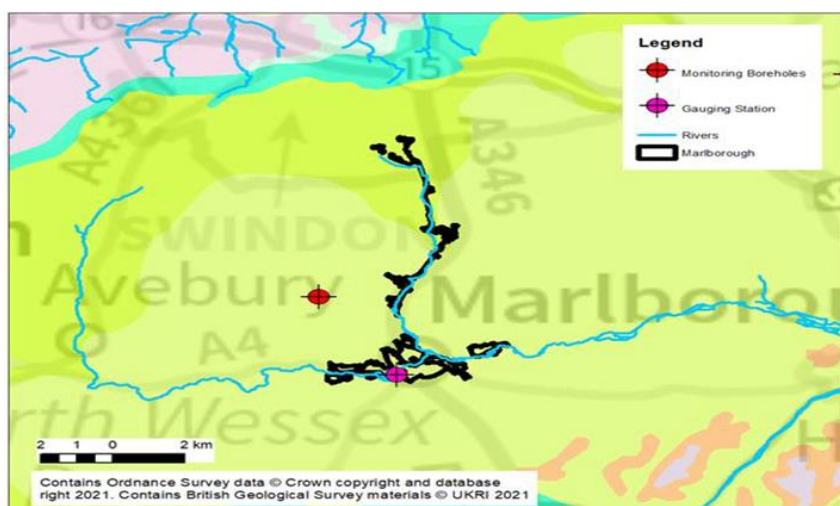 16
15
A436
A346
Legend
Monitoring Boreholes
Gauging Station
Rivers
Marlborough
SWINDON
Avebury
Marlborou
A4
rth Wessex
H
2 1 0 2 km
Contains Ordnance Survey data © Crown copyright and database
right 2021. Contains British Geological Survey materials © UKRI 2021